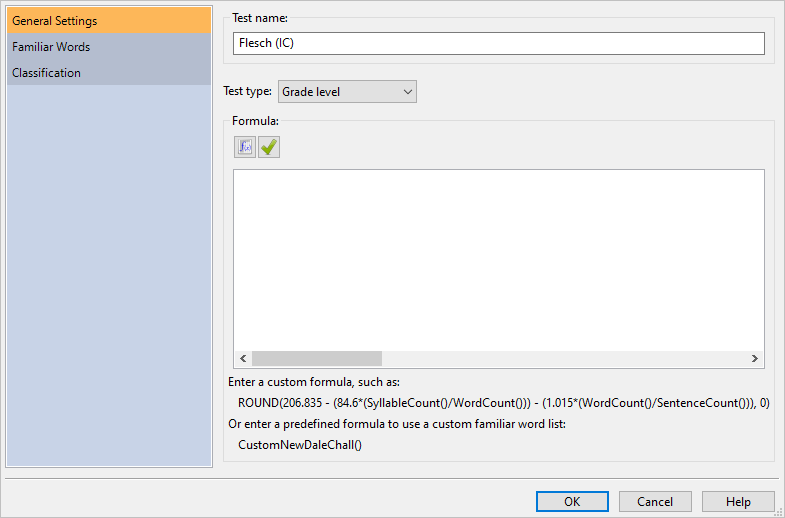 General Settings
Familiar Words
Classification
Test name:
Flesch (IC)
Test type: Grade level
Formula:
f(x)
Enter a custom formula, such as:
ROUND(206.835 - (84.6*(SyllableCount()/WordCount())) - (1.015*(WordCount()/SentenceCount())), 0)
Or enter a predefined formula to use a custom familiar word list:
CustomNewDaleChall()
OK Cancel Help